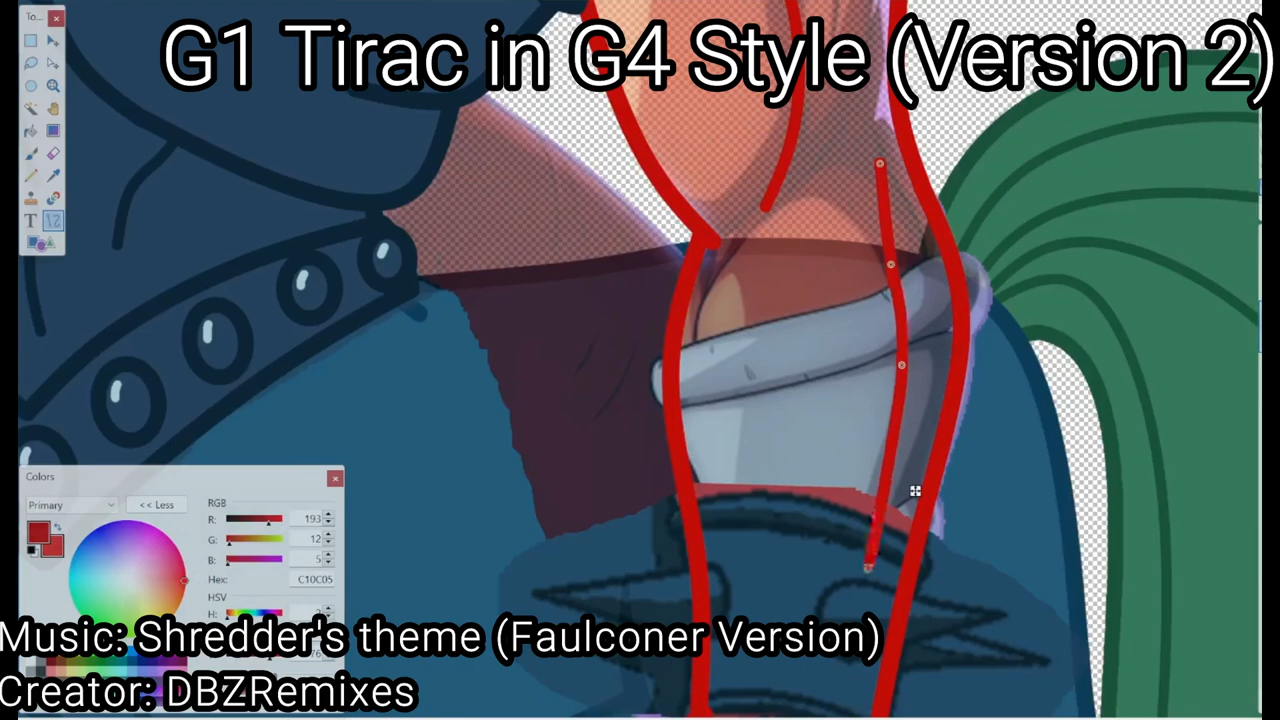 To...
G1 Tirac in G4 Style (Version 2)
T
Colors
Primary
<< Less
RGB
R: 193
G: 12
B: 5
Hex: C10C05
HSV
H:
Music: Shredder's theme (Faulconer Version)
Creator: DBZRemixes